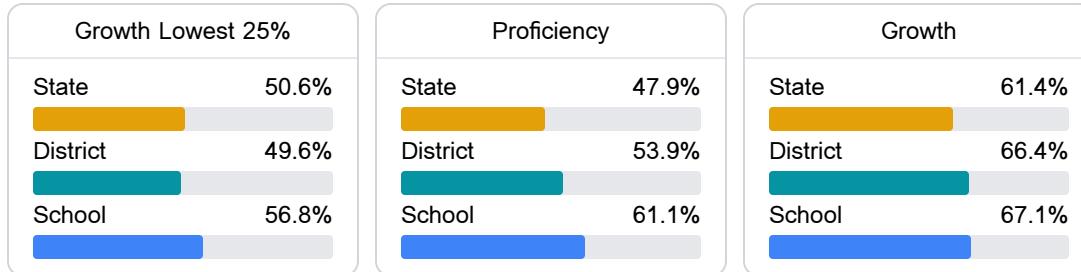 Growth Lowest 25%
State 50.6%
District 49.6%
School 56.8%
Proficiency
State 47.9%
District 53.9%
School 61.1%
Growth
State 61.4%
District 66.4%
School 67.1%